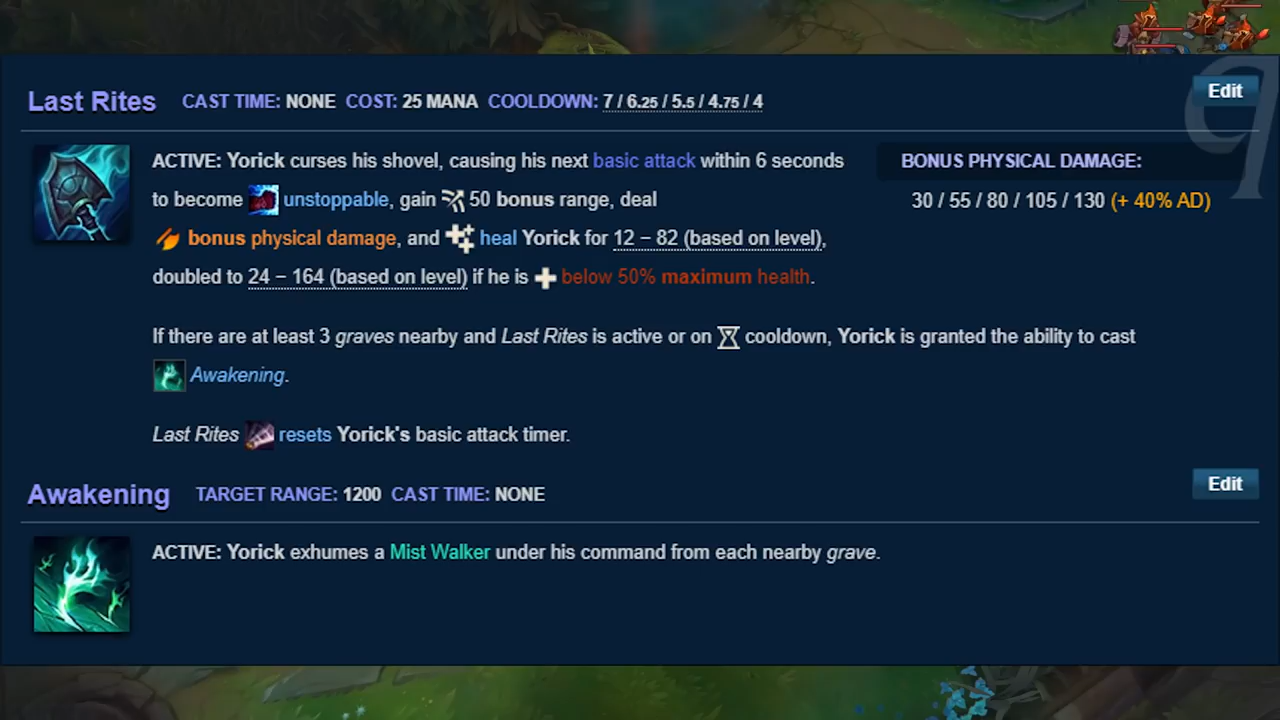 Last Rites CAST TIME: NONE COST: 25 MANA COOLDOWN: 7 / 6.25 / 5.5 / 4.75 / 4
Edit
q
ACTIVE: Yorick curses his shovel, causing his next basic attack within 6 seconds
to become unstoppable, gain 50 bonus range, deal
bonus physical damage, and heal Yorick for 12 − 82 (based on level),
doubled to 24 − 164 (based on level) if he is below 50% maximum health.
BONUS PHYSICAL DAMAGE:
30 / 55 / 80 / 105 / 130 (+ 40% AD)
If there are at least 3 graves nearby and Last Rites is active or on cooldown, Yorick is granted the ability to cast
Awakening.
Last Rites resets Yorick's basic attack timer.
Awakening TARGET RANGE: 1200 CAST TIME: NONE
Edit
ACTIVE: Yorick exhumes a Mist Walker under his command from each nearby grave.